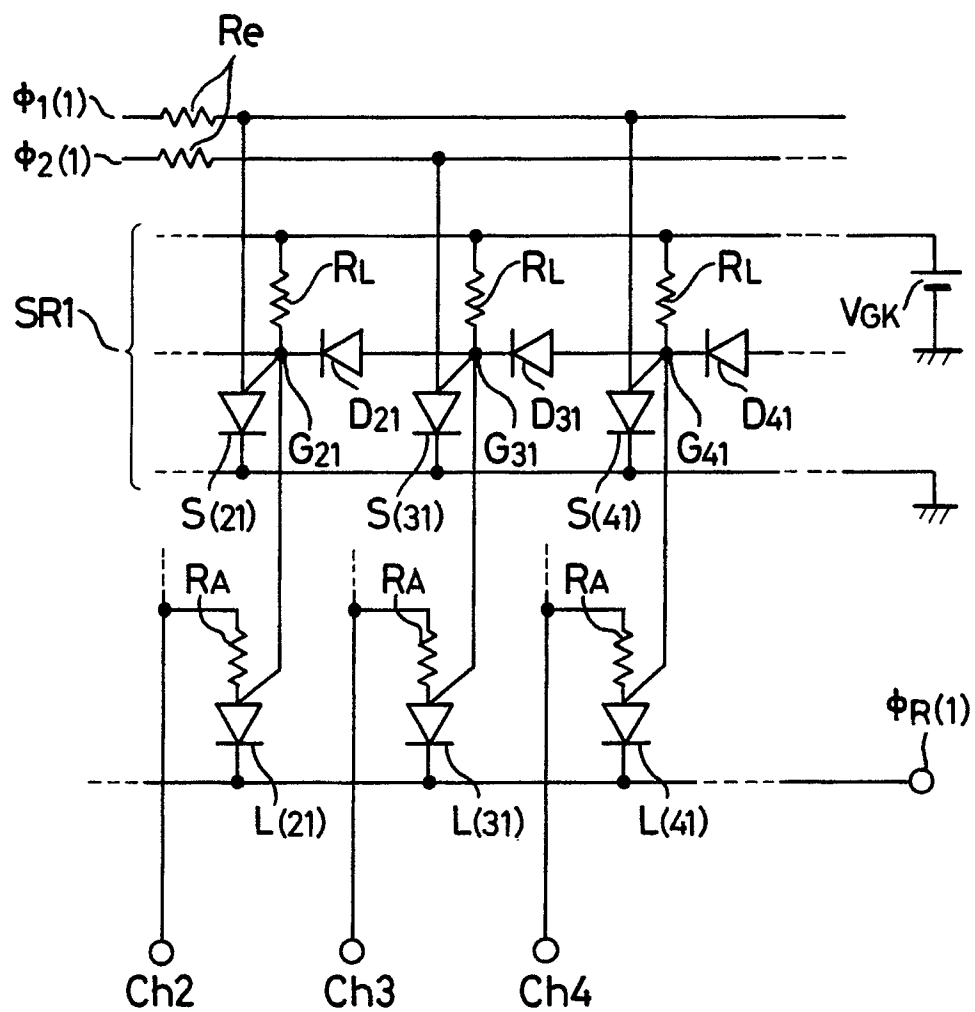 Re
ϕ1(1)
ϕ2(1)
RL RL RL
SR1
VGK
D21 D31 D41
G21 G31 G41
S(21) S(31) S(41)
RA RA RA
ϕR(1)
L(21) L(31) L(41)
Ch2 Ch3 Ch4